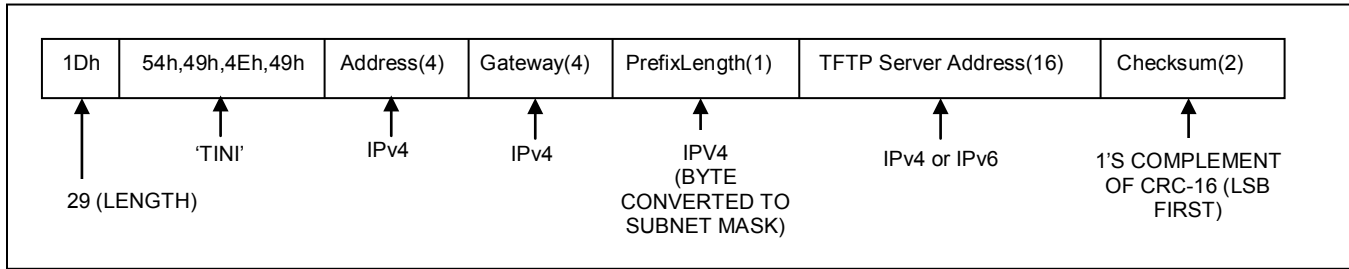 1Dh 54h,49h,4Eh,49h Address(4) Gateway(4) PrefixLength(1) TFTP Server Address(16) Checksum(2)
29 (LENGTH)
‘TINI’
IPv4
IPv4
IPV4
(BYTE
CONVERTED TO
SUBNET MASK)
IPv4 or IPv6
1’S COMPLEMENT
OF CRC-16 (LSB
FIRST)